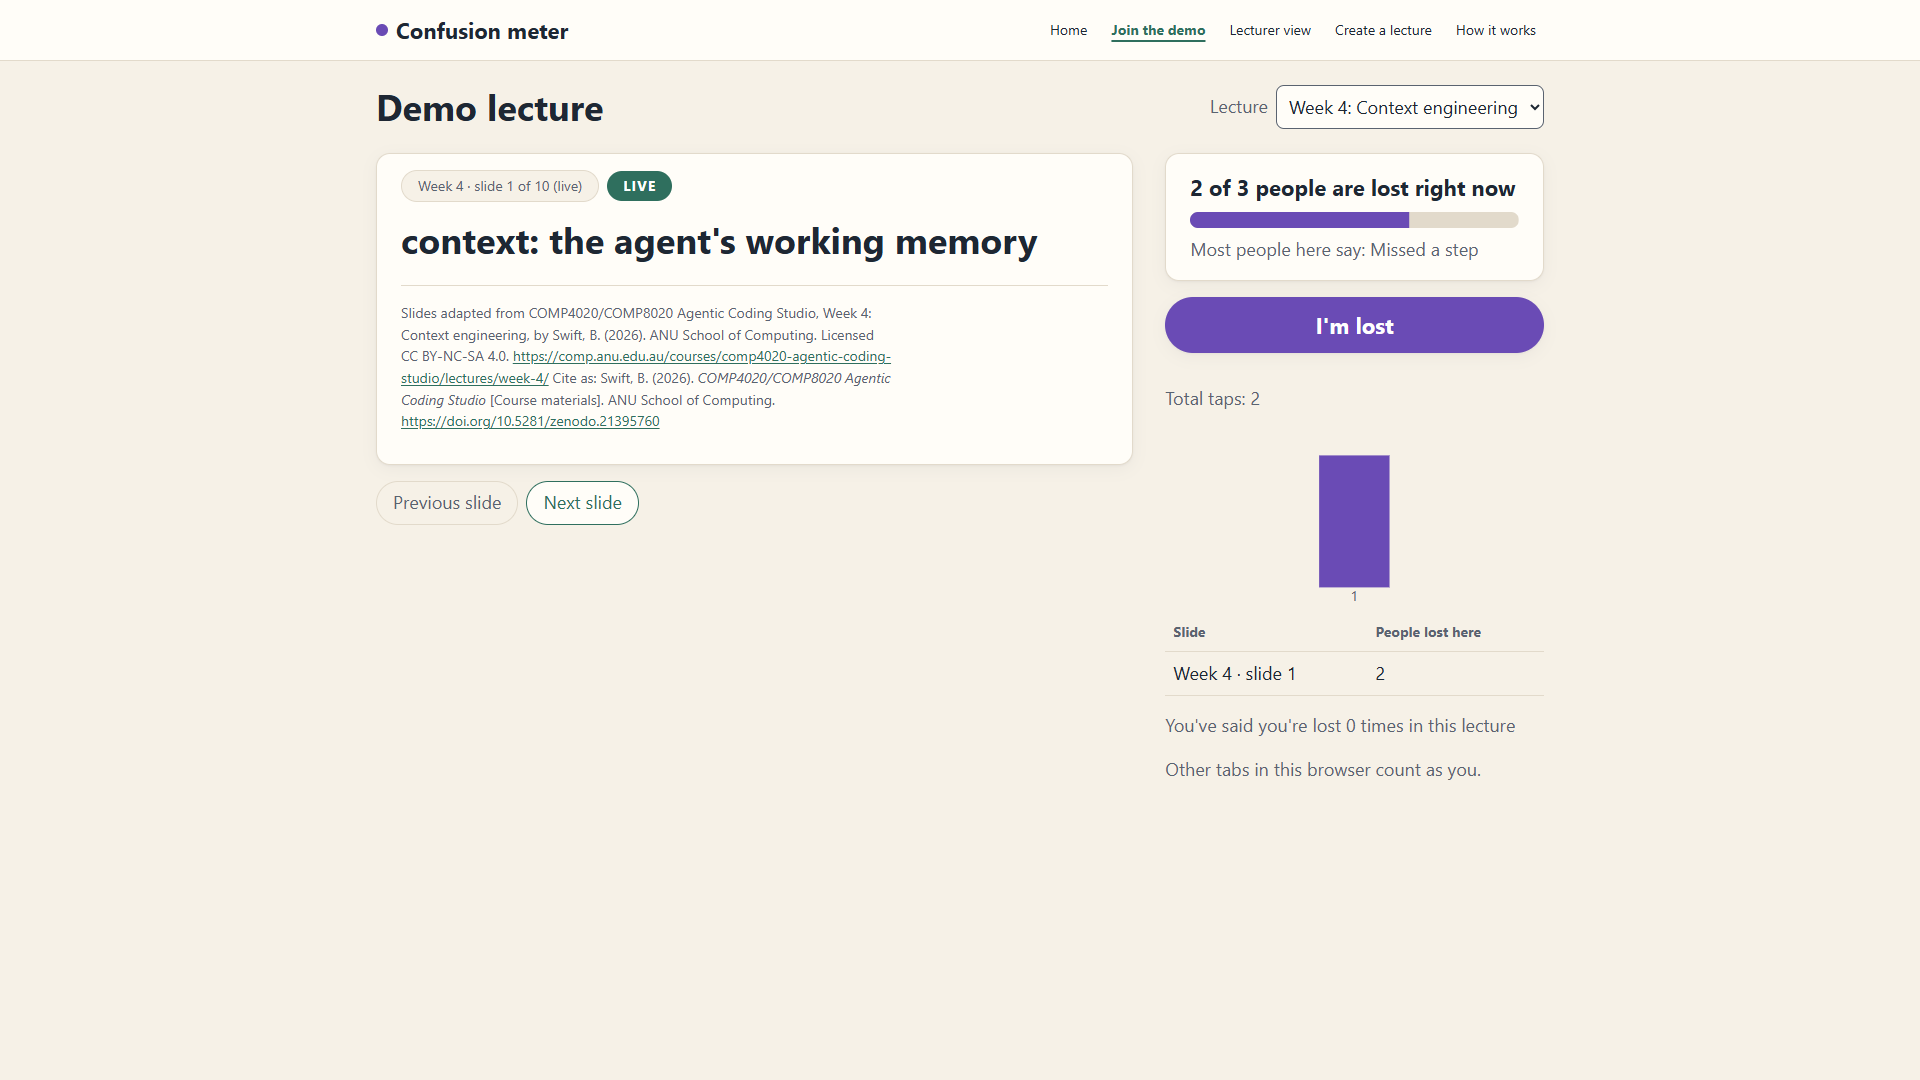 Confusion meter
Home
Join the demo
Lecturer view
Create a lecture
How it works
Demo lecture
Lecture
Week 4: Context engineering
Week 4 · slide 1 of 10 (live)
LIVE
context: the agent's working memory
Slides adapted from COMP4020/COMP8020 Agentic Coding Studio, Week 4:
Context engineering, by Swift, B. (2026). ANU School of Computing. Licensed
CC BY-NC-SA 4.0. https://comp.anu.edu.au/courses/comp4020-agentic-coding-
studio/lectures/week-4/ Cite as: Swift, B. (2026). COMP4020/COMP8020 Agentic
Coding Studio [Course materials]. ANU School of Computing.
https://doi.org/10.5281/zenodo.21395760
Previous slide
Next slide
2 of 3 people are lost right now
Most people here say: Missed a step
I'm lost
Total taps: 2
1
Slide
People lost here
Week 4 · slide 1
2
You've said you're lost 0 times in this lecture
Other tabs in this browser count as you.